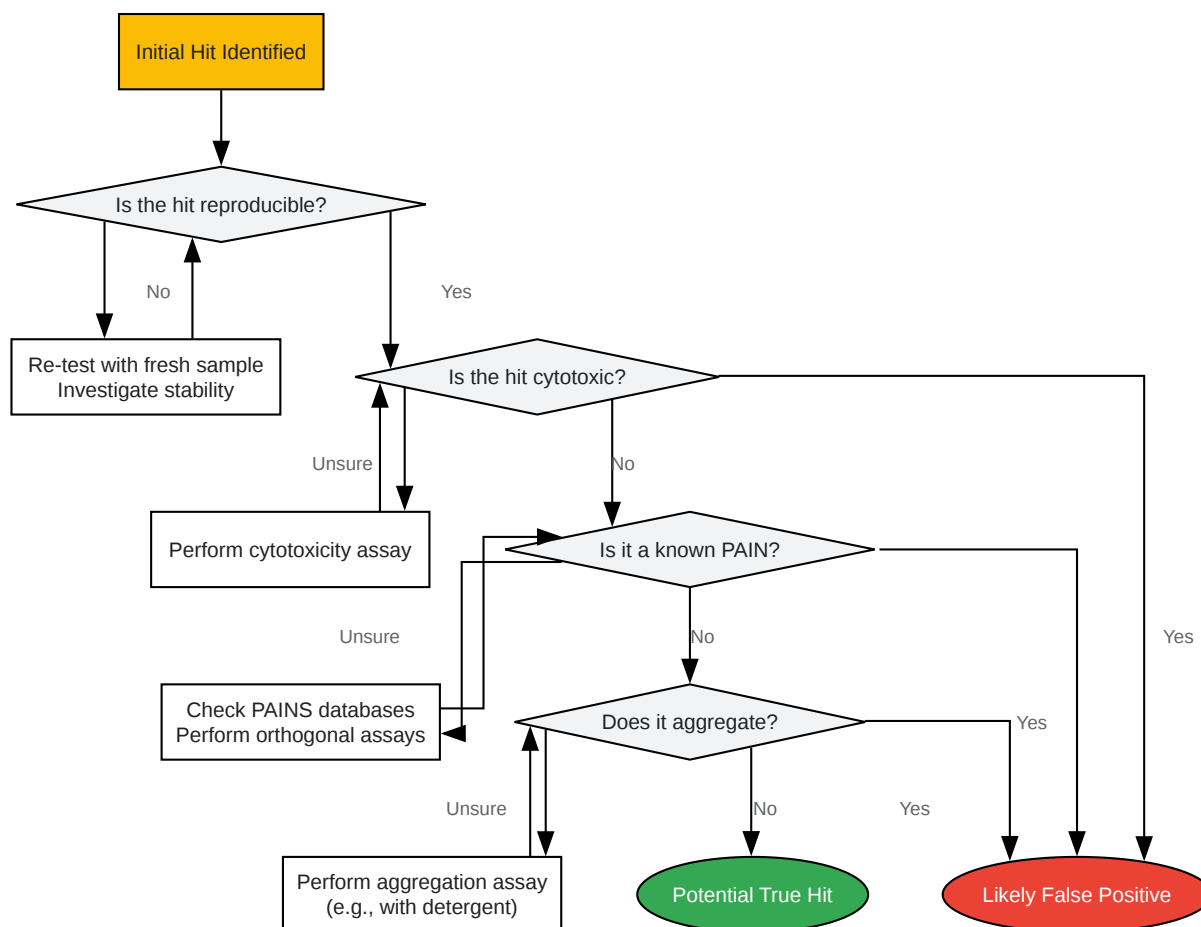 Initial Hit Identified
Is the hit reproducible?
No
Yes
Re-test with fresh sample
Investigate stability
Is the hit cytotoxic?
Unsure
No
Perform cytotoxicity assay
Is it a known PAIN?
Unsure
No
Yes
Check PAINS databases
Perform orthogonal assays
Does it aggregate?
Yes
Unsure
No
Yes
Perform aggregation assay
(e.g., with detergent)
Potential True Hit
Likely False Positive